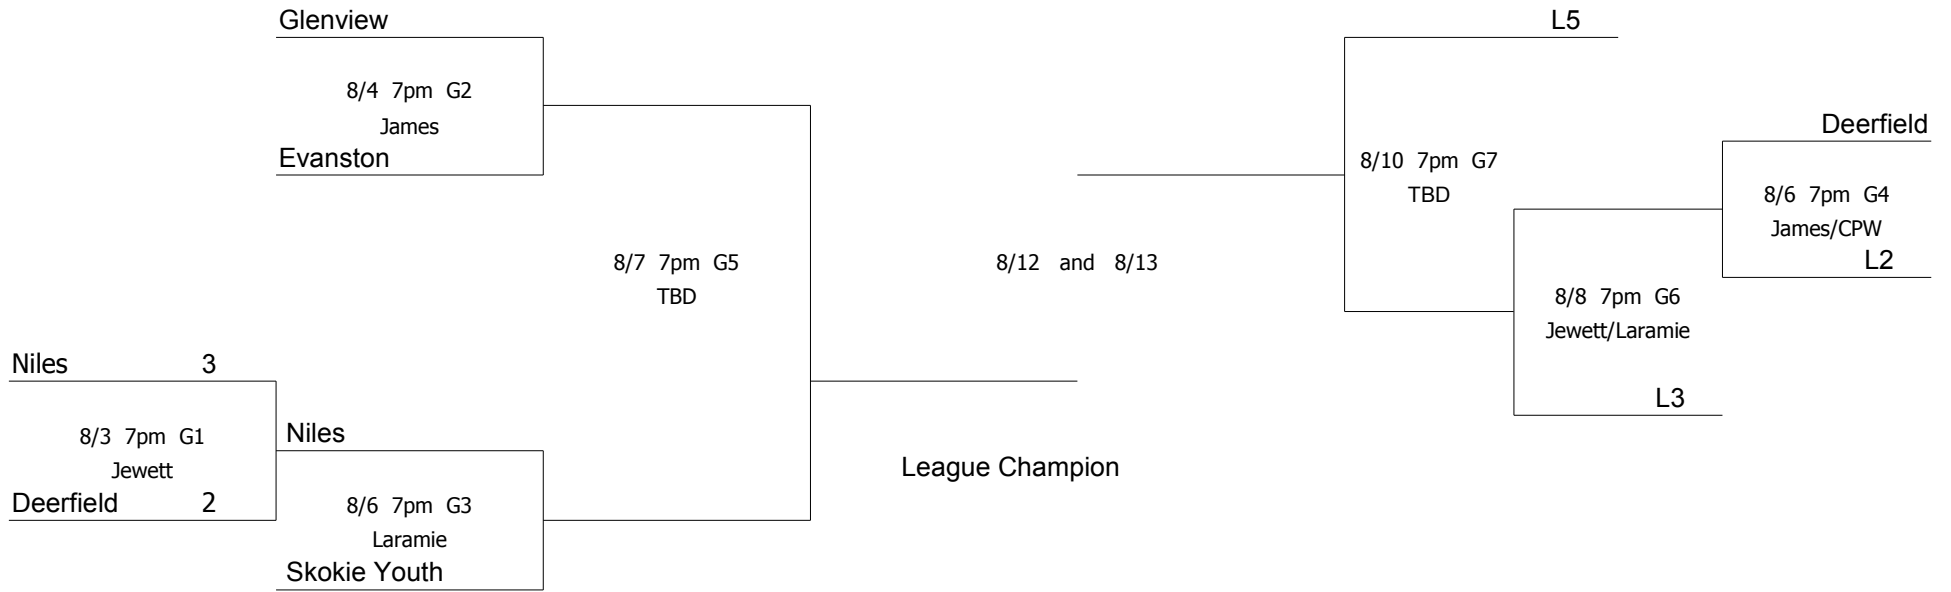 Glenview
8/4 7pm G2
James
Evanston
8/7 7pm G5
TBD
Niles 3
8/3 7pm G1
Jewett
Deerfield 2
Niles
8/6 7pm G3
Laramie
Skokie Youth
8/12 and 8/13
League Champion
L5
8/10 7pm G7
TBD
Deerfield
8/6 7pm G4
James/CPW
L2
8/8 7pm G6
Jewett/Laramie
L3